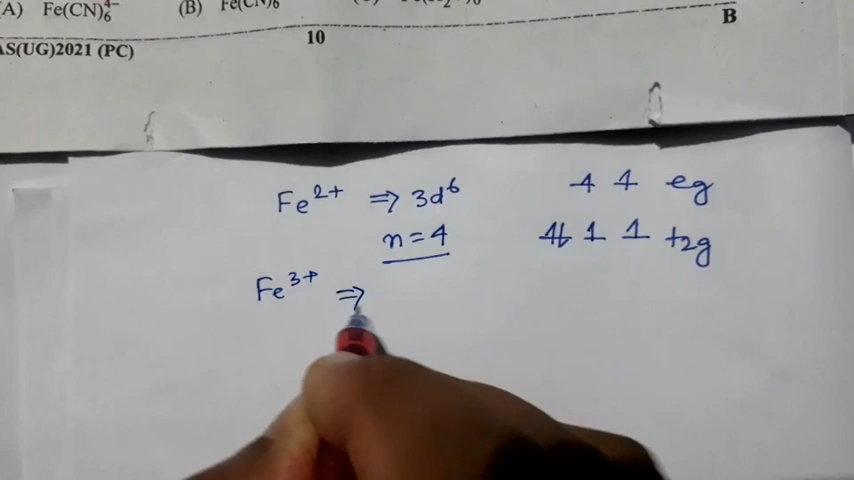 (A) Fe(CN)₆⁴⁻ (B) Fe(CN)₆
AS(UG)2021 (PC) 10 B
Fe²⁺ ⇒ 3d⁶ 1 1 eg
n=4 1↓ 1 1 t₂g
Fe³⁺ ⇒